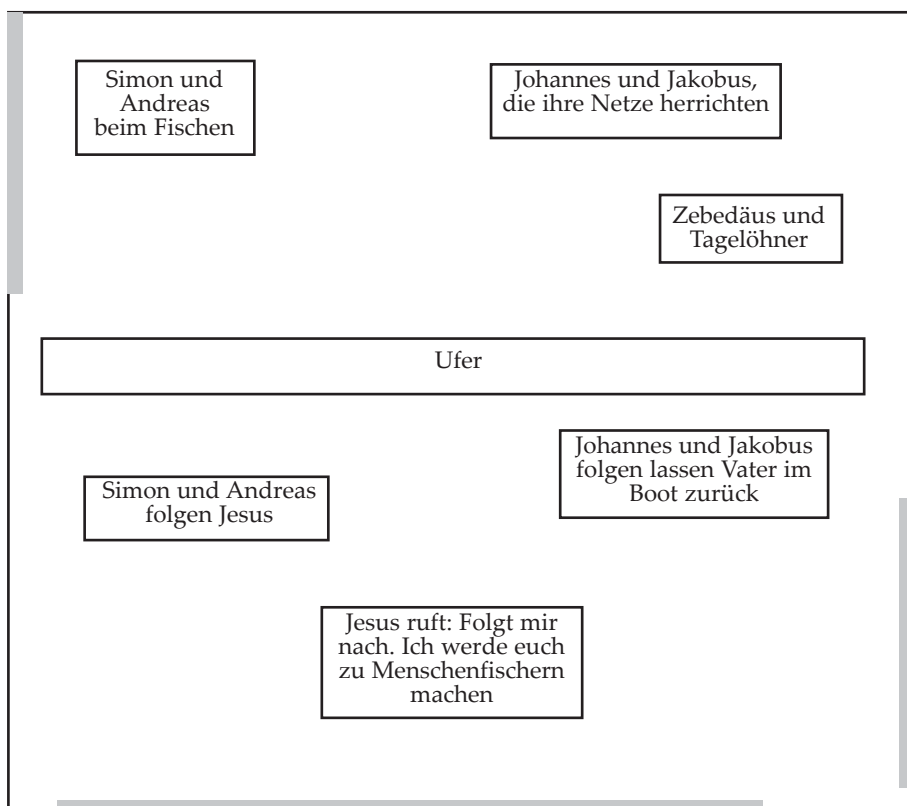 Simon und
Andreas
beim Fischen
Johannes und Jakobus,
die ihre Netze herrichten
Zebedäus und
Tagelöhner
Ufer
Johannes und Jakobus
folgen lassen Vater im
Boot zurück
Simon und Andreas
folgen Jesus
Jesus ruft: Folgt mir
nach. Ich werde euch
zu Menschenfischern
machen